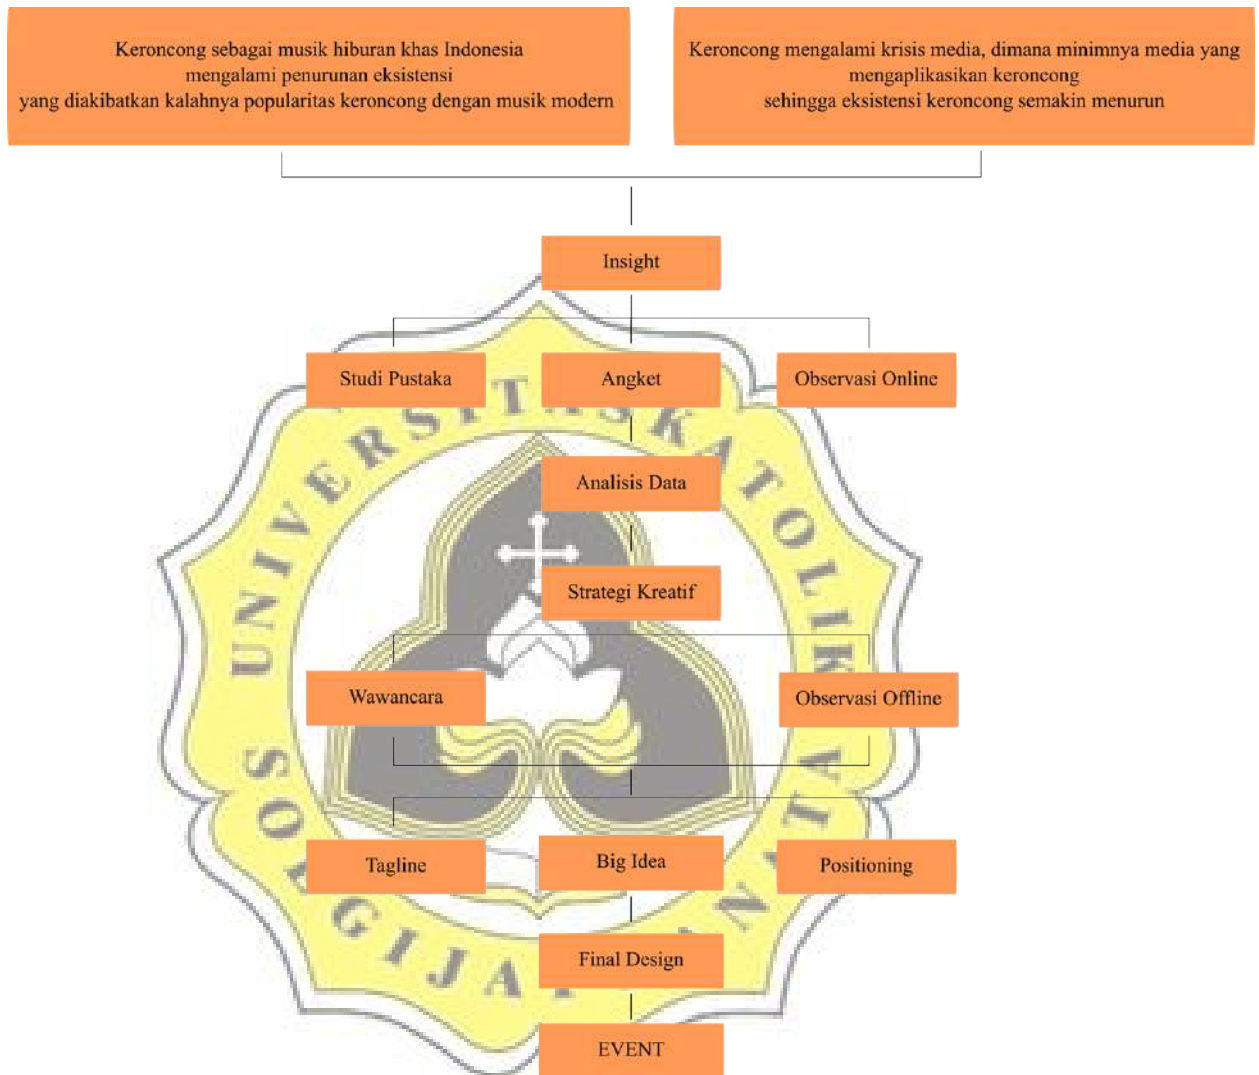 Keroncong sebagai musik hiburan khas Indonesia
mengalami penurunan eksistensi
yang diakibatkan kalahnya popularitas keroncong dengan musik modern
Keroncong mengalami krisis media, dimana minimnya media yang
mengaplikasikan keroncong
sehingga eksistensi keroncong semakin menurun
Insight
Studi Pustaka
Angket
Observasi Online
Analisis Data
Strategi Kreatif
Wawancara
Observasi Offline
Tagline
Big Idea
Positioning
Final Design
EVENT
UNIVERSITAS KATOLIK